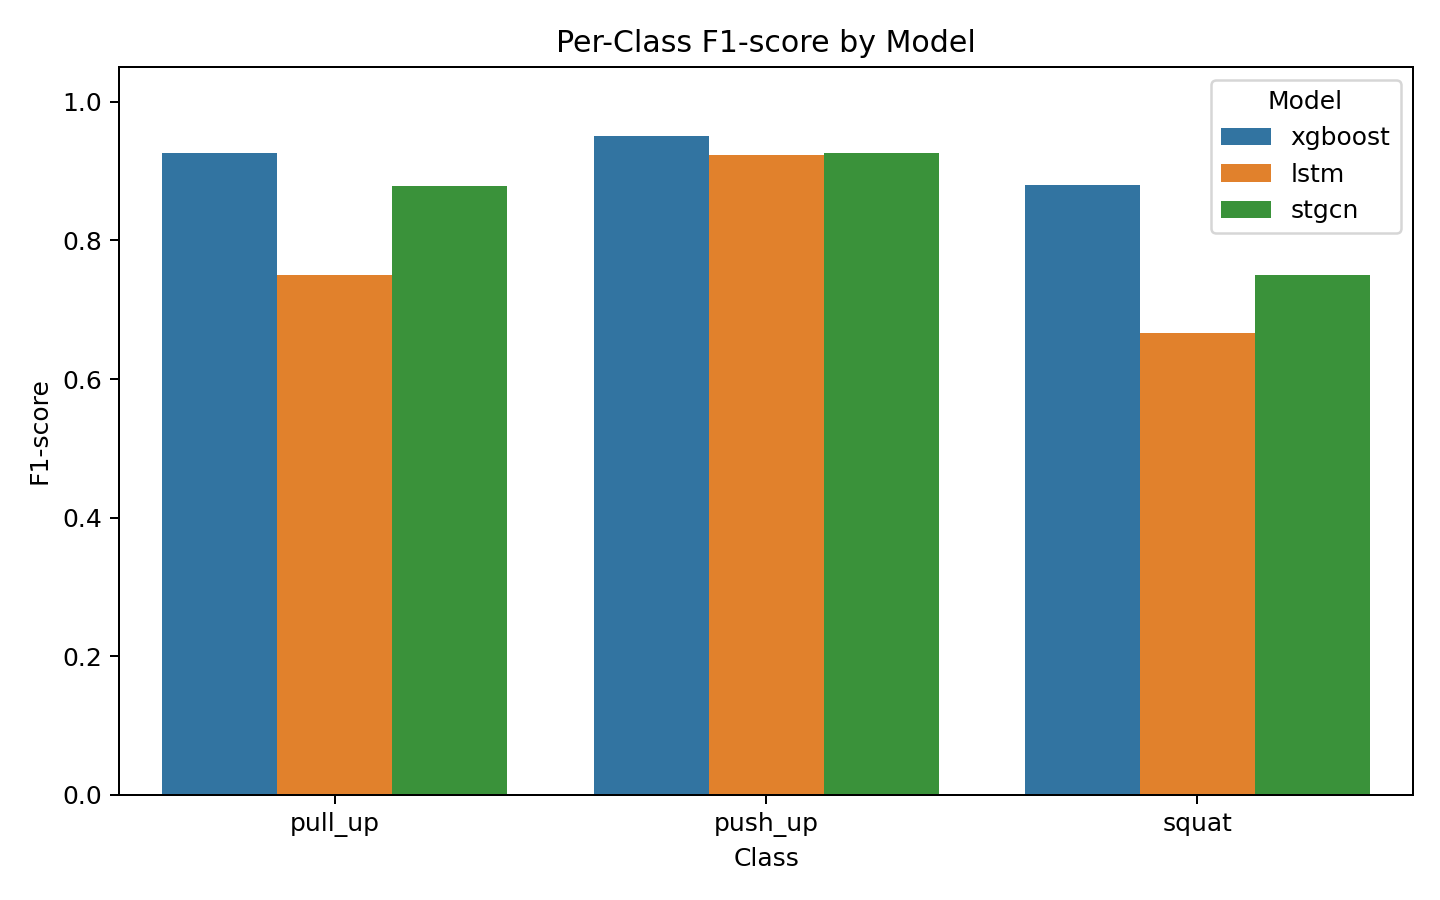 Per-Class F1-score by Model
Model
xgboost
lstm
stgcn
1.0
0.8
0.6
0.4
0.2
0.0
F1-score
pull_up
push_up
squat
Class